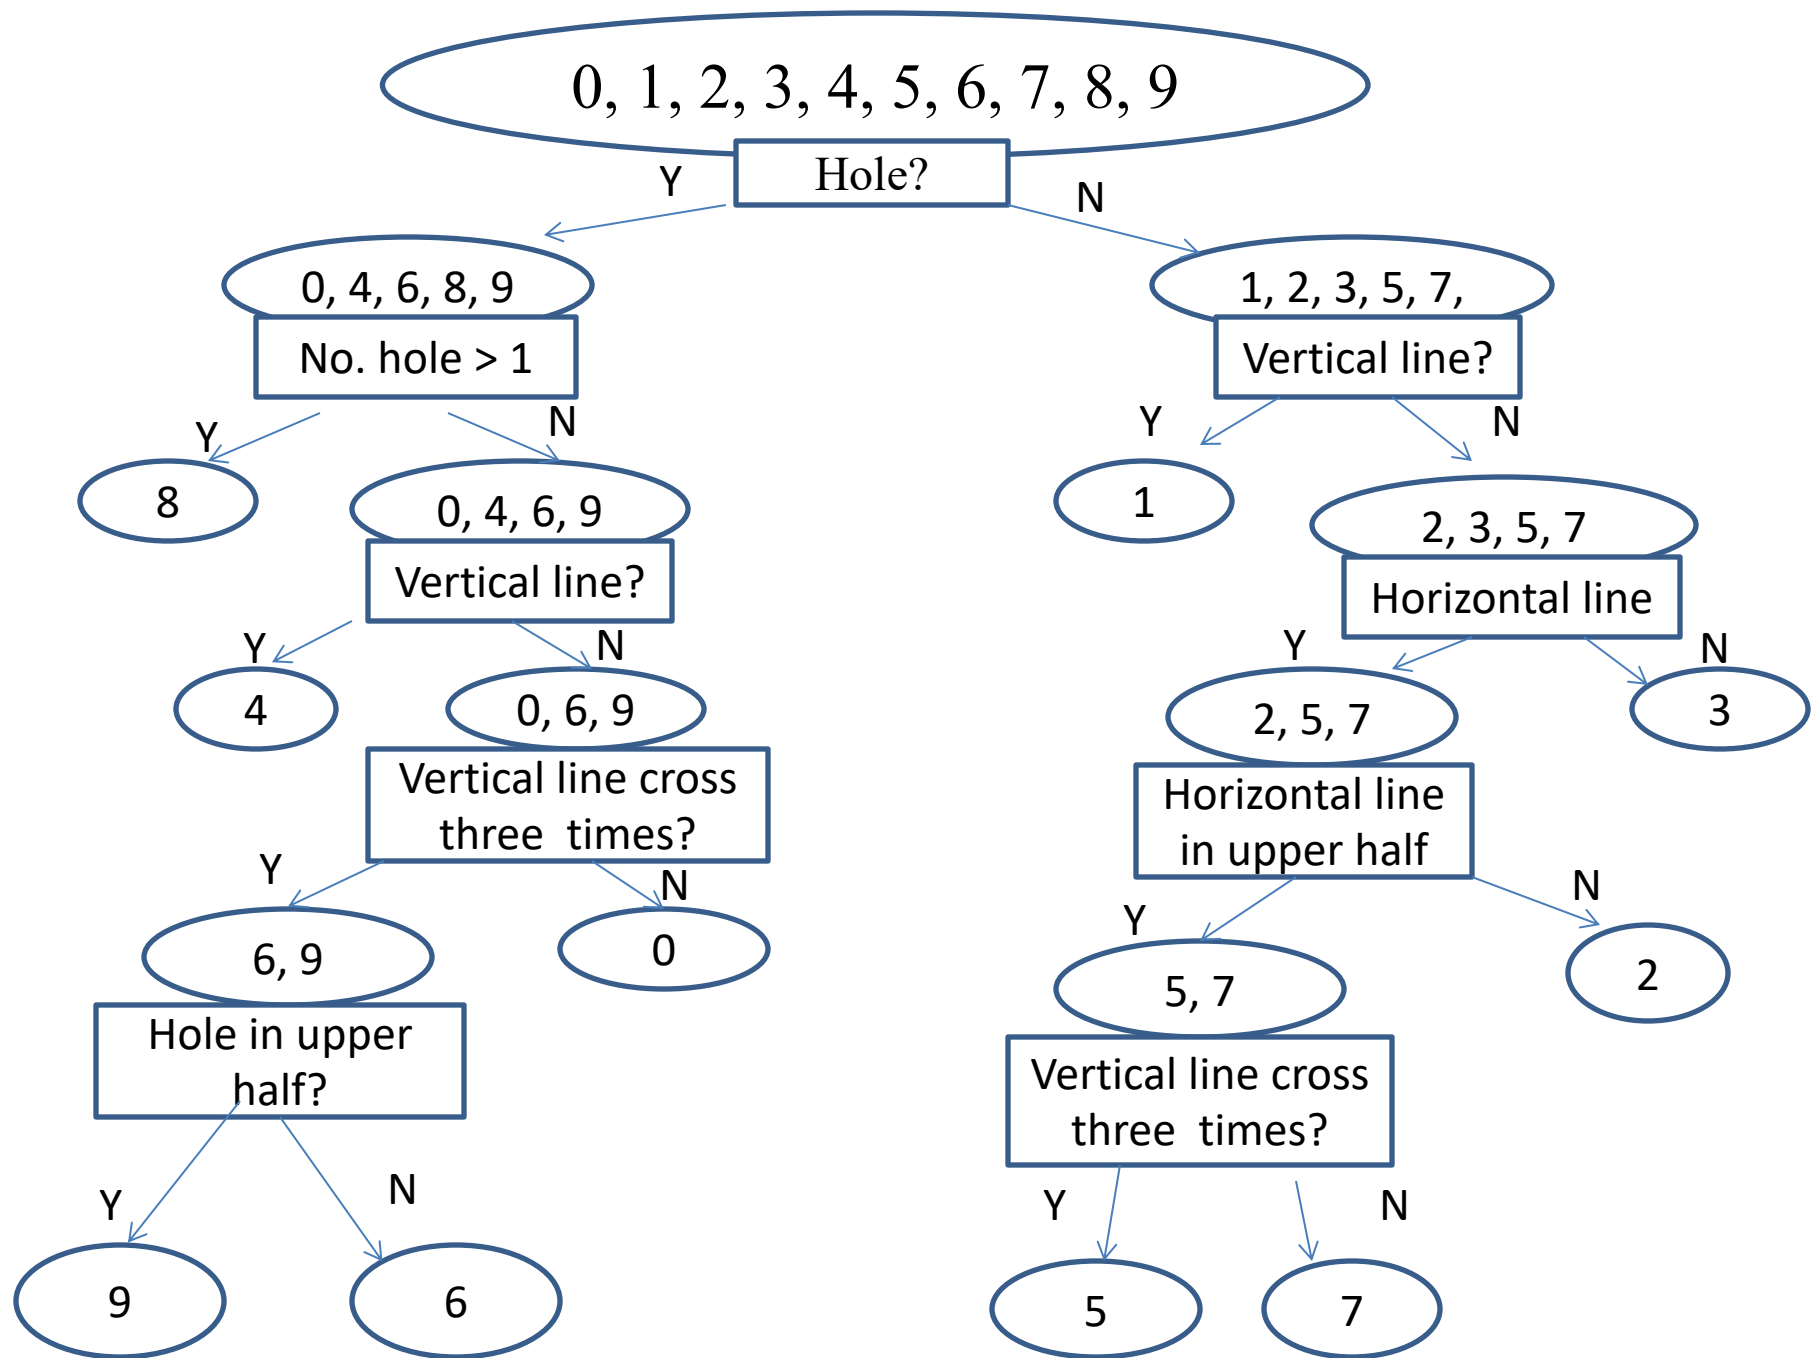 0, 1, 2, 3, 4, 5, 6, 7, 8, 9
Hole?
Y
N
0, 4, 6, 8, 9
1, 2, 3, 5, 7,
No. hole > 1
Vertical line?
Y
N
Y
N
8
0, 4, 6, 9
1
2, 3, 5, 7
Vertical line?
Horizontal line
Y
N
Y
N
4
0, 6, 9
2, 5, 7
3
Vertical line cross
three  times?
Horizontal line
in upper half
Y
N
Y
N
6, 9
0
5, 7
2
Hole in upper
half?
Vertical line cross
three  times?
Y
N
Y
N
9
6
5
7